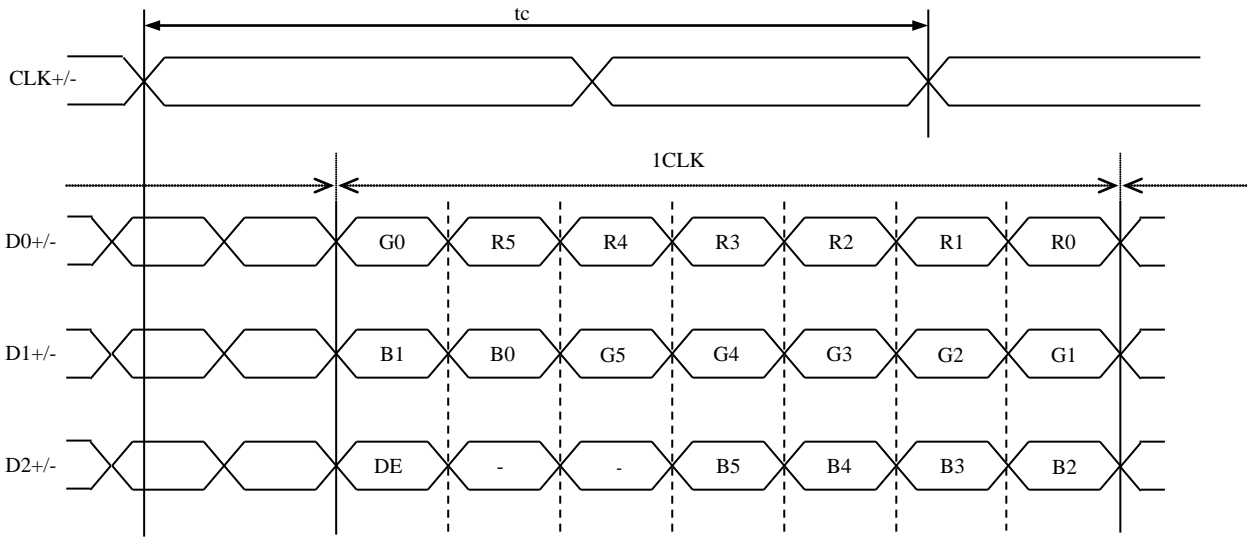 tc
CLK+/-
1CLK
D0+/- G0 R5 R4 R3 R2 R1 R0
D1+/- B1 B0 G5 G4 G3 G2 G1
D2+/- DE - - B5 B4 B3 B2